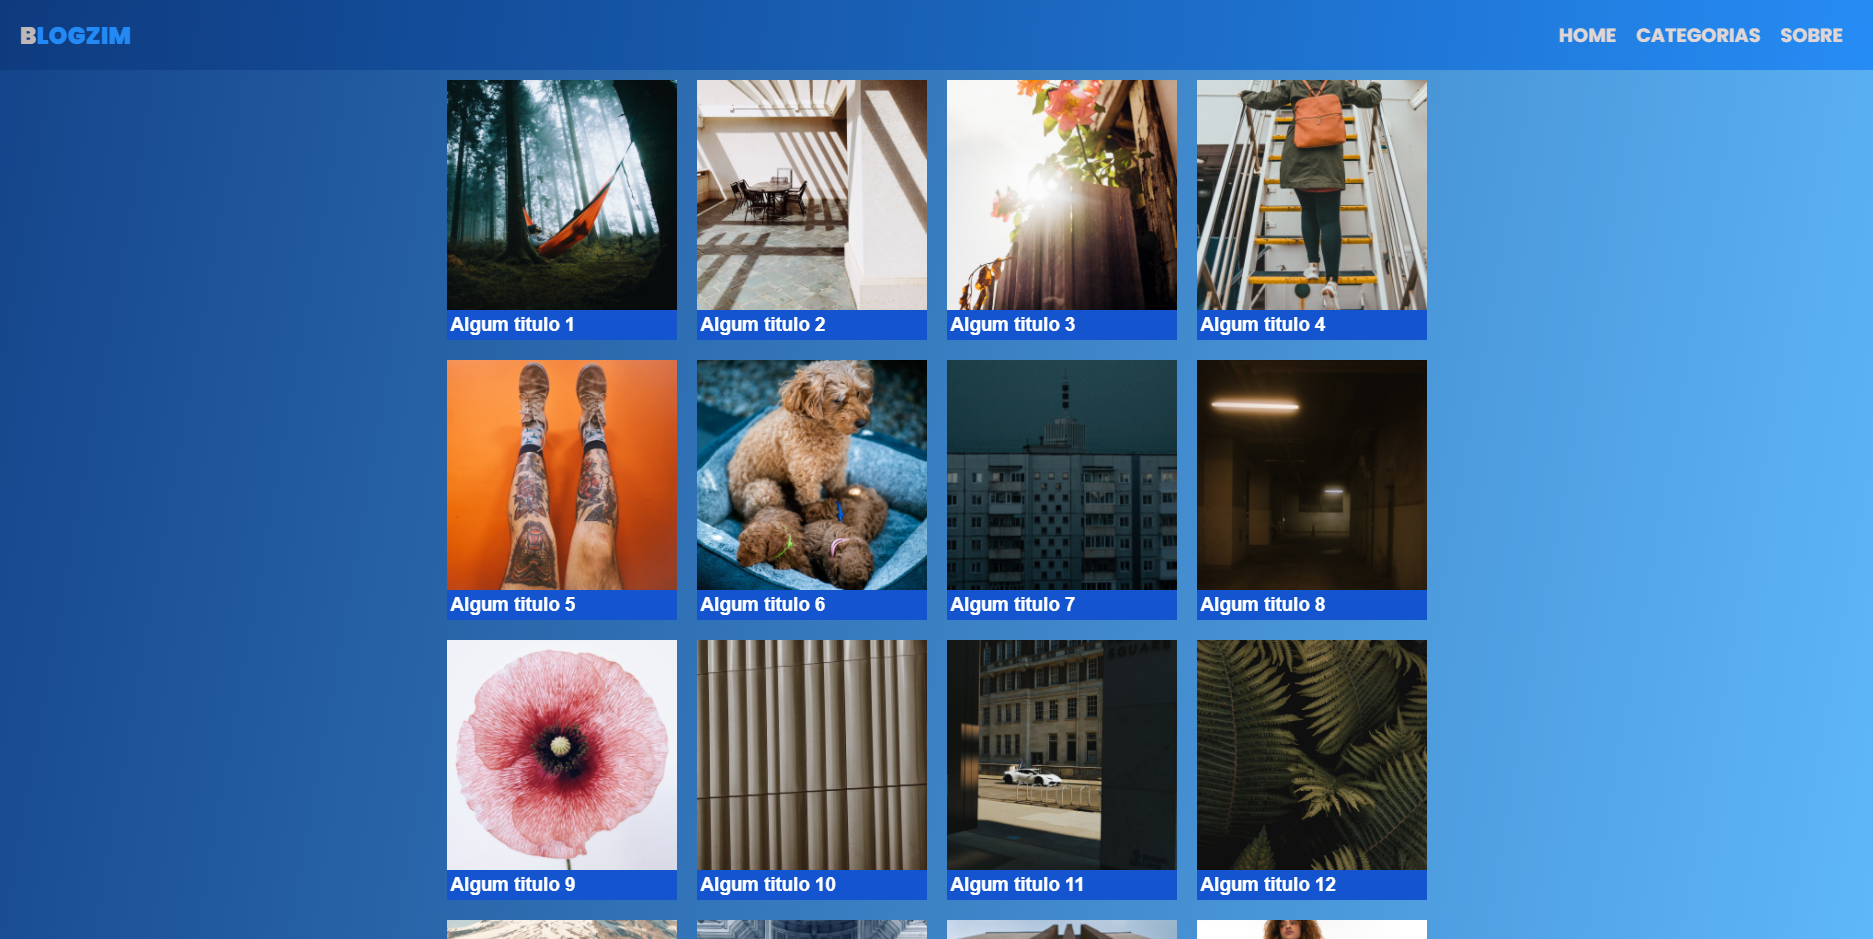 BLOGZIM
HOME CATEGORIAS SOBRE
Algum titulo 1
Algum titulo 2
Algum titulo 3
Algum titulo 4
Algum titulo 5
Algum titulo 6
Algum titulo 7
Algum titulo 8
SQUARE
Algum titulo 9
Algum titulo 10
Algum titulo 11
Algum titulo 12